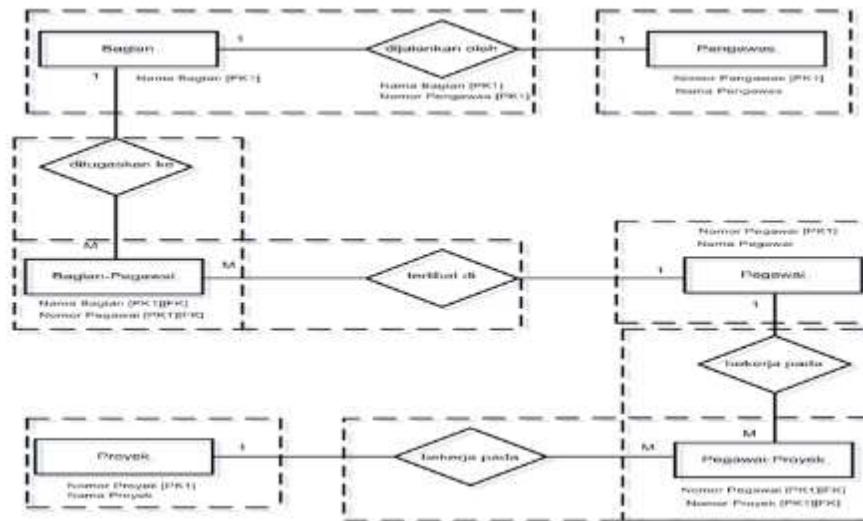 Bagian
1
dijalankan oleh
1
Pengawas
1
Nama Bagian [PK1]
Nama Bagian [PK1]
Nomor Pengawas [PK1]
Nomor Pengawas [PK1]
Nama Pengawas
ditugaskan ke
M
Bagian-Pegawai
M
terlibat di
1
Nomor Pegawai [PK1]
Nama Pegawai
Pegawai
1
Nama Bagian [PK1][FK]
Nomor Pegawai [PK1][FK]
bekerja pada
M
Proyek
1
bekerja pada
M
Pegawai-Proyek
Nomor Proyek [PK1]
Nama Proyek
Nomor Pegawai [PK1][FK]
Nomor Proyek [PK1][FK]